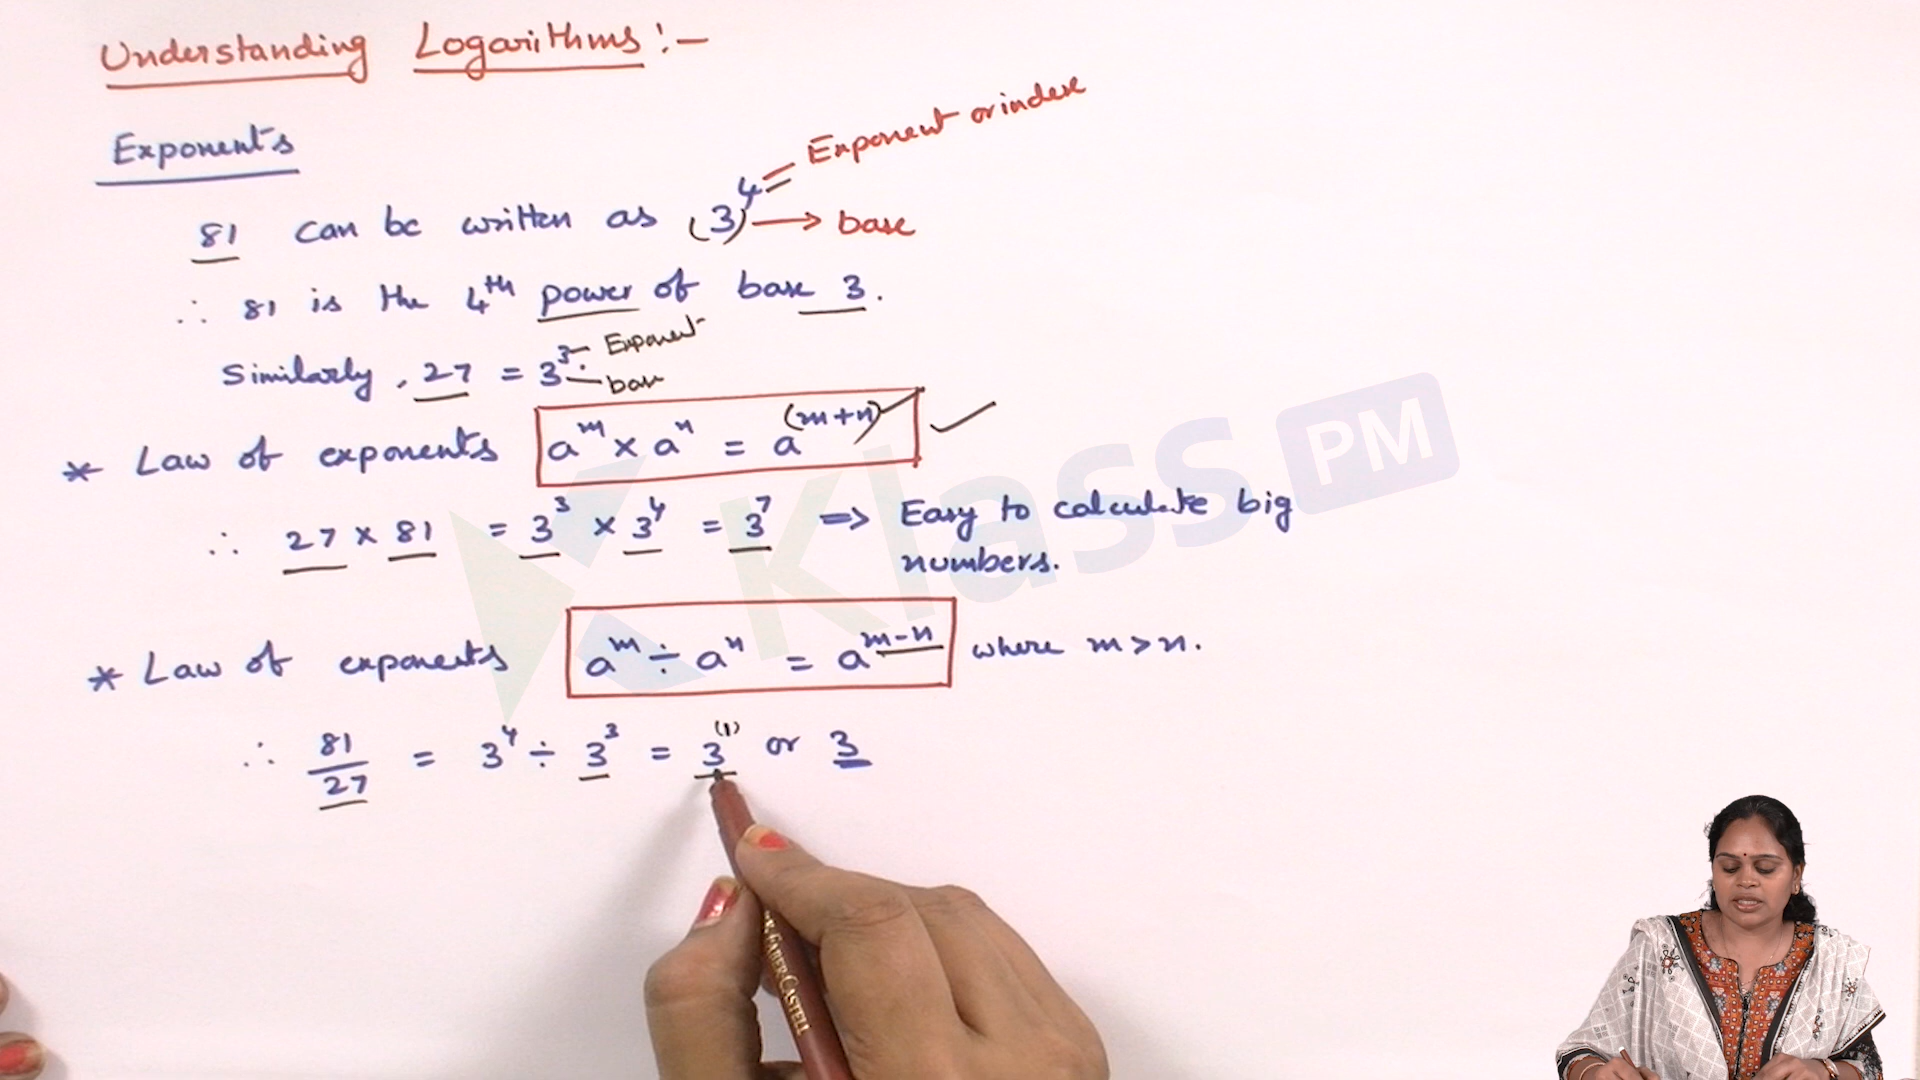 Understanding Logarithms :-
Exponents
Exponent or index
81 can be written as (3)⁴ → base
∴ 81 is the 4th power of base 3.
Similarly, 27 = 3³
Exponent
base
* Law of exponents aᵐ × aⁿ = a⁽ᵐ⁺ⁿ⁾ ✓
∴ 27 × 81 = 3³ × 3⁴ = 3⁷ ⇒ Easy to calculate big
numbers.
* Law of exponents aᵐ ÷ aⁿ = aᵐ⁻ⁿ where m > n.
∴ 81/27 = 3⁴ ÷ 3³ = 3⁽¹⁾ or 3
Klass PM
FABER-CASTELL